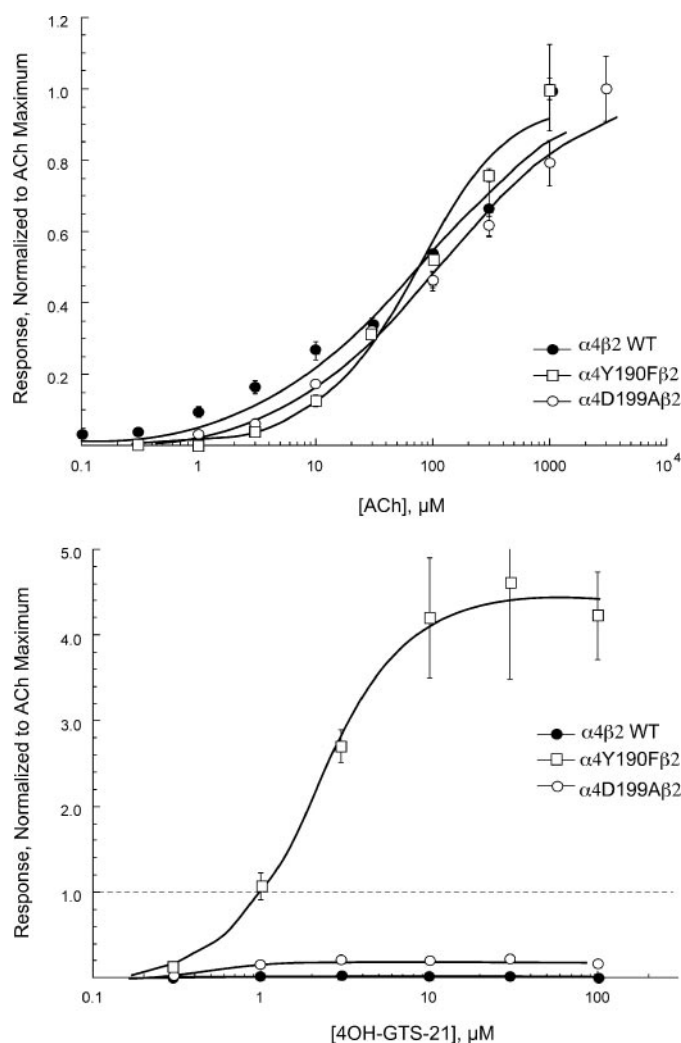 1.2
1.0
0.8
0.6
0.4
0.2
Response, Normalized to ACh Maximum
α4β2 WT
α4Y190Fβ2
α4D199Aβ2
0.1 1 10 100 1000 10⁴
[ACh], µM
5.0
4.0
3.0
2.0
1.0
Response, Normalized to ACh Maximum
α4β2 WT
α4Y190Fβ2
α4D199Aβ2
0.1 1 10 100
[4OH-GTS-21], µM